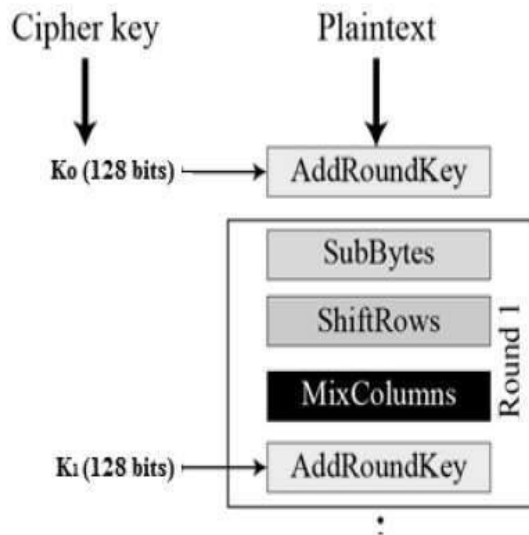 Cipher key
Plaintext
K0 (128 bits)
AddRoundKey
SubBytes
ShiftRows
MixColumns
Round 1
K1 (128 bits)
AddRoundKey